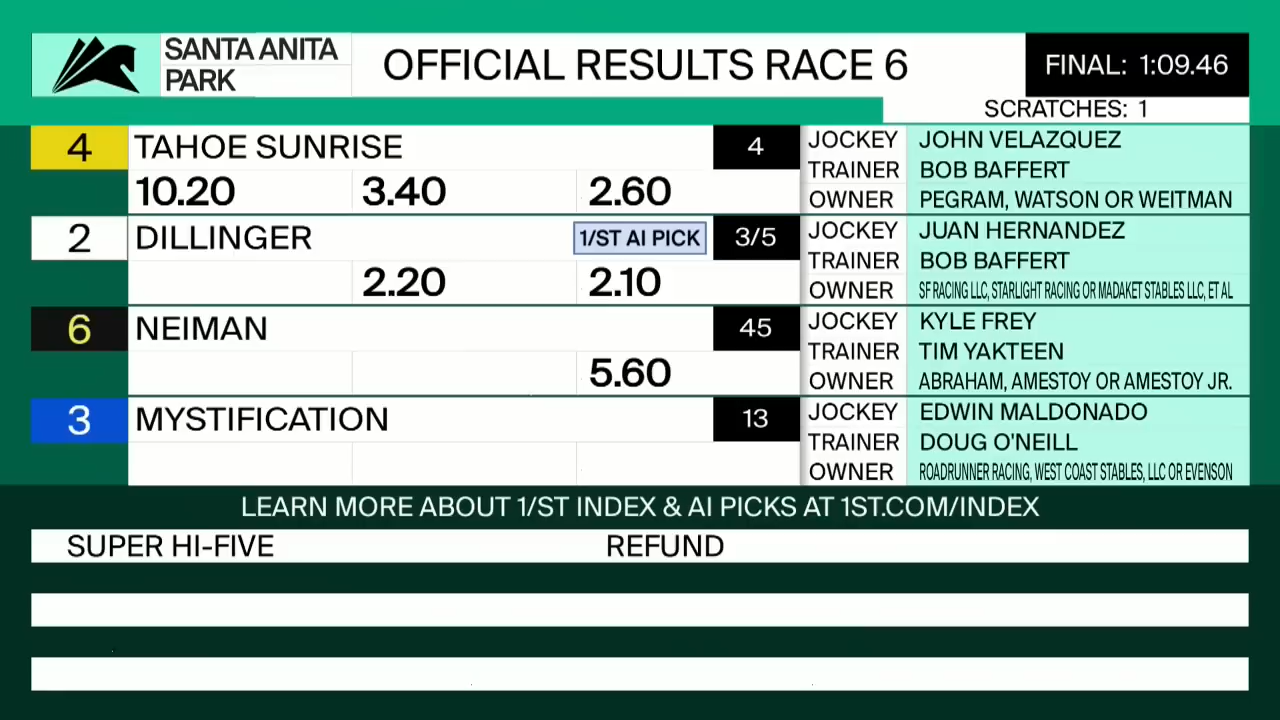 SANTA ANITA PARK
OFFICIAL RESULTS RACE 6
FINAL: 1:09.46
SCRATCHES: 1
4 TAHOE SUNRISE 4
10.20 3.40 2.60
JOCKEY JOHN VELAZQUEZ
TRAINER BOB BAFFERT
OWNER PEGRAM, WATSON OR WEITMAN
2 DILLINGER 1/ST AI PICK 3/5
2.20 2.10
JOCKEY JUAN HERNANDEZ
TRAINER BOB BAFFERT
OWNER SF RACING LLC, STARLIGHT RACING OR MADAKET STABLES LLC, ET AL
6 NEIMAN 45
5.60
JOCKEY KYLE FREY
TRAINER TIM YAKTEEN
OWNER ABRAHAM, AMESTOY OR AMESTOY JR.
3 MYSTIFICATION 13
JOCKEY EDWIN MALDONADO
TRAINER DOUG O'NEILL
OWNER ROADRUNNER RACING, WEST COAST STABLES, LLC OR EVENSON
LEARN MORE ABOUT 1/ST INDEX & AI PICKS AT 1ST.COM/INDEX
SUPER HI-FIVE REFUND